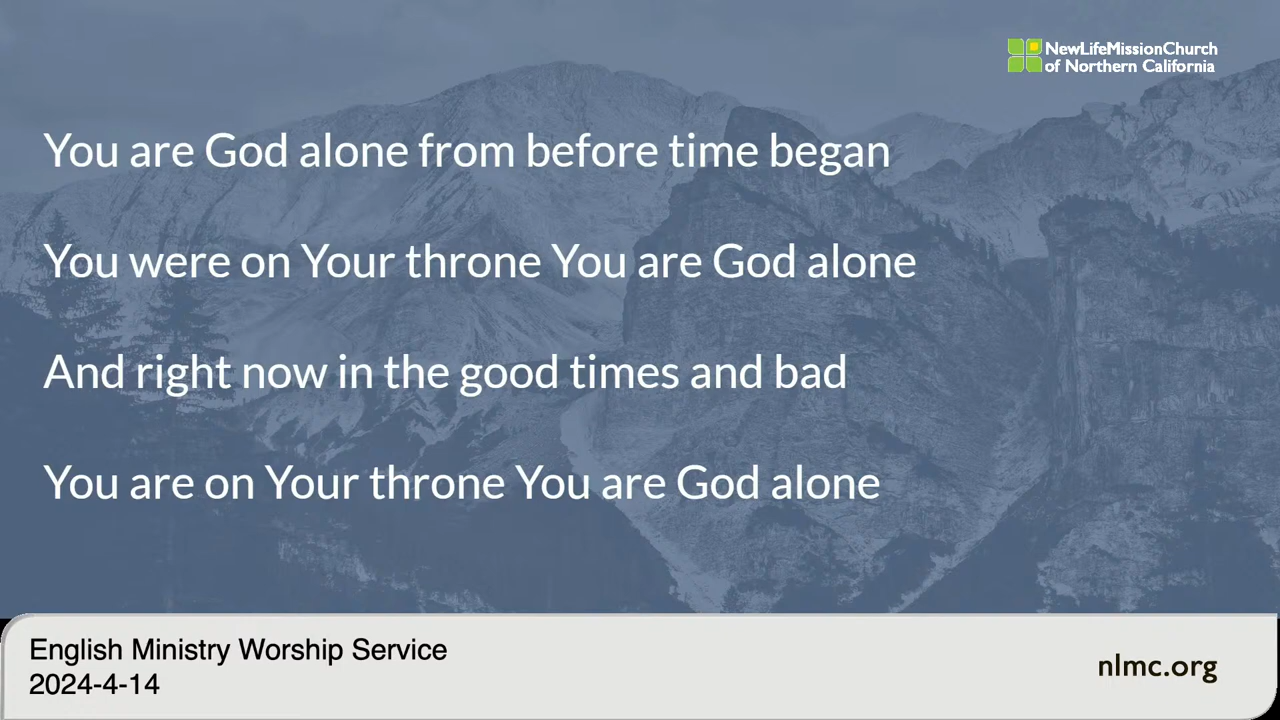 NewLifeMissionChurch
of Northern California
You are God alone from before time began
You were on Your throne You are God alone
And right now in the good times and bad
You are on Your throne You are God alone
English Ministry Worship Service
2024-4-14
nlmc.org